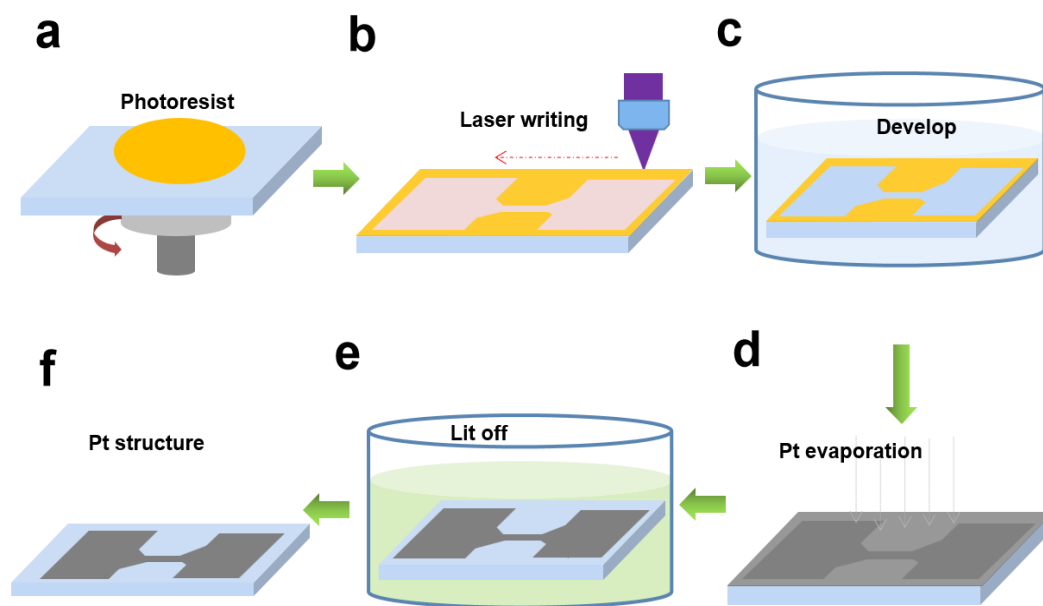 a
Photoresist
b
Laser writing
c
Develop
d
Pt evaporation
e
Lit off
f
Pt structure